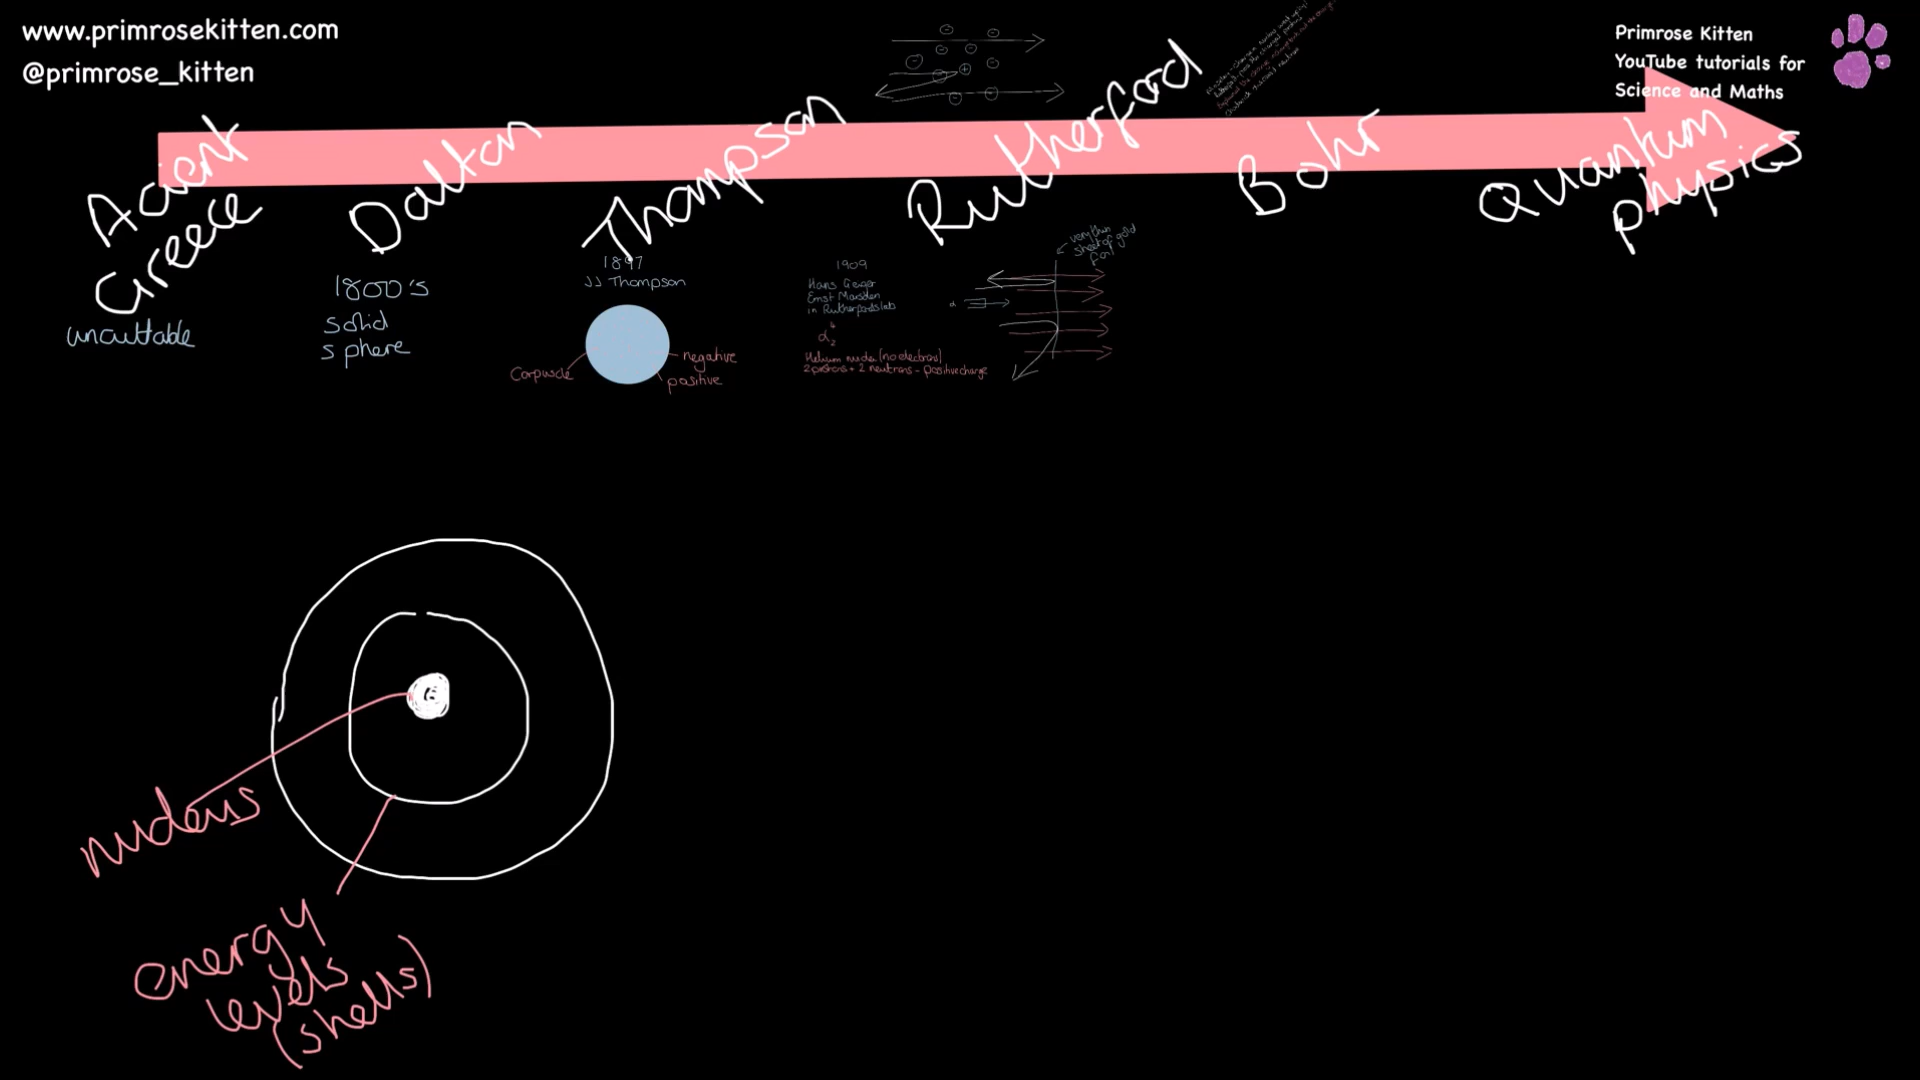 www.primrosekitten.com
@primrose_kitten
Primrose Kitten
YouTube tutorials for
Science and Maths
Acient
Greece
Dalton
Thompson
Rutherford
Bohr
Quantum
physics
uncuttable
1800's
solid
sphere
1897
JJ Thompson
Corpuscle
negative
positive
1909
Hans Geiger
Ernst Marsden
in Rutherfords lab
α
4
2
Helium nuclei (no electrons)
2 protons + 2 neutrons - positive charge
very thin
sheet of gold
foil
α
nucleus
energy
levels
(shells)